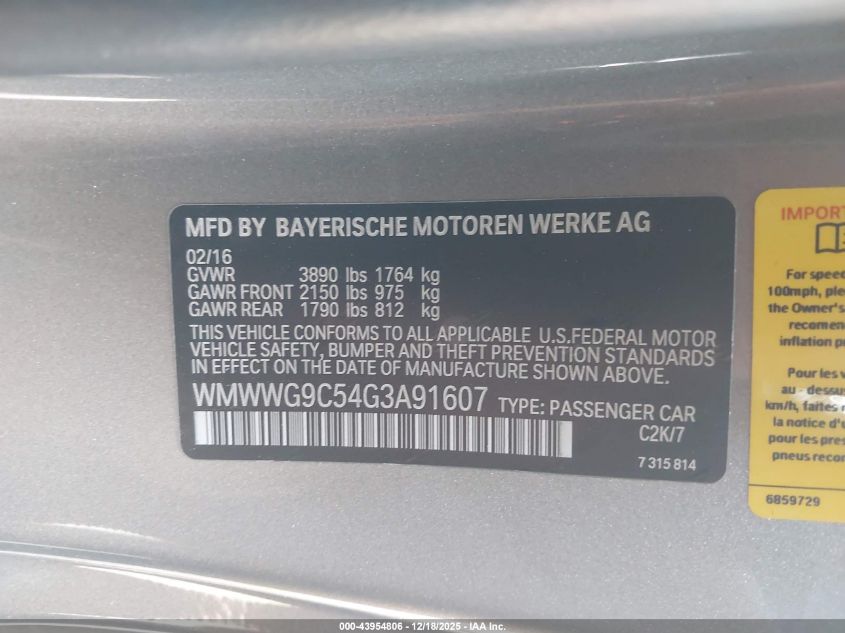 MFD BY BAYERISCHE MOTOREN WERKE AG
02/16
GVWR 3890 lbs 1764 kg
GAWR FRONT 2150 lbs 975 kg
GAWR REAR 1790 lbs 812 kg
THIS VEHICLE CONFORMS TO ALL APPLICABLE U.S.FEDERAL MOTOR
VEHICLE SAFETY, BUMPER AND THEFT PREVENTION STANDARDS
IN EFFECT ON THE DATE OF MANUFACTURE SHOWN ABOVE.
WMWWG9C54G3A91607 TYPE: PASSENGER CAR
C2K/7
7 315 814
IMPORT
For speed
100mph, ple
the Owner's
recomen
inflation p
Pour les v
au - dessus
km/h, faites
la notice d'u
pour les pres
pneus recon
6859729
000-43954806 - 12/18/2025 - IAA Inc.